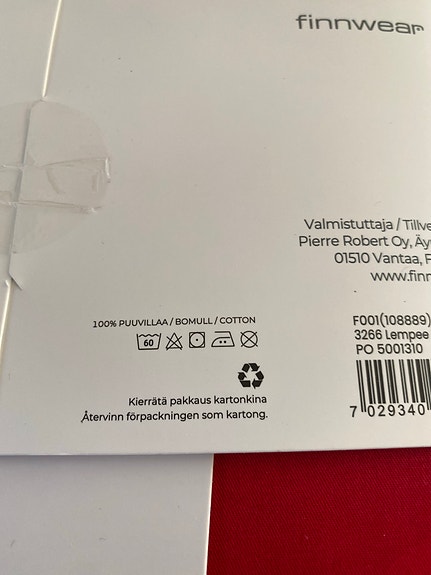 finnwear
Valmistuttaja / Tillve
Pierre Robert Oy, Äy
01510 Vantaa, F
www.finn
100% PUUVILLAA / BOMULL / COTTON
60
F001(108889)
3266 Lempee
PO 5001310
7 029340
Kierrätä pakkaus kartonkina
Återvinn förpackningen som kartong.